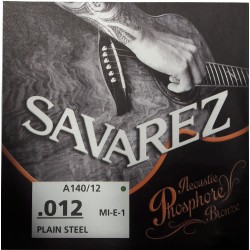 SAVAREZ
A140/12
.012 MI-E-1
PLAIN STEEL
Acoustic
Phosphore
Bronze